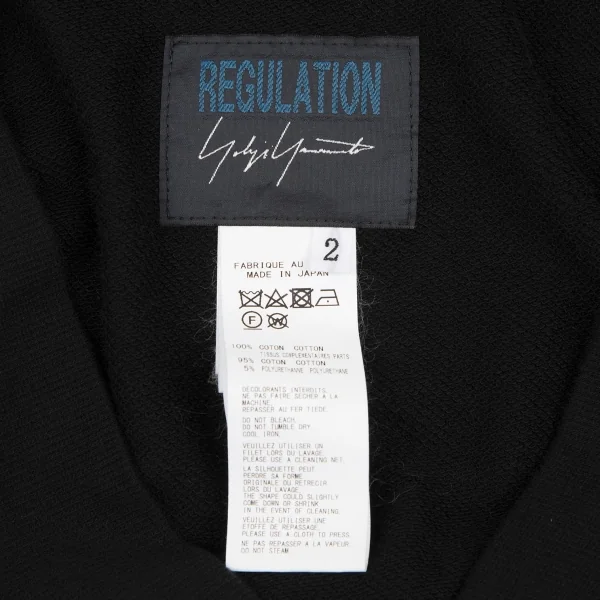 REGULATION
Yohji Yamamoto
2
FABRIQUE AU
MADE IN JAPAN
F
W
100% COTON COTTON
TISSUS COMPLEMENTAIRES PARTS
95% COTON COTTON
5% POLYURETHANNE POLYURETHANE
DECOLORANTS INTERDITS.
NE PAS FAIRE SECHER A LA
MACHINE.
REPASSER AU FER TIEDE.
DO NOT BLEACH.
DO NOT TUMBLE DRY
COOL IRON.
VEUILLEZ UTILISER UN
FILET LORS DU LAVAGE.
PLEASE USE A CLEANING NET.
LA SILHOUETTE PEUT
PERDRE SA FORME
ORIGINALE OU RETRECIR
LORS DU LAVAGE
THE SHAPE COULD SLIGHTLY
COME DOWN OR SHRINK
IN THE EVENT OF CLEANING
VEUILLEZ UTILISER UNE
ETOFFE DE REPASSAGE.
PLEASE USE A CLOTH TO PRESS.
NE PAS REPASSER A LA VAPEUR.
DO NOT STEAM